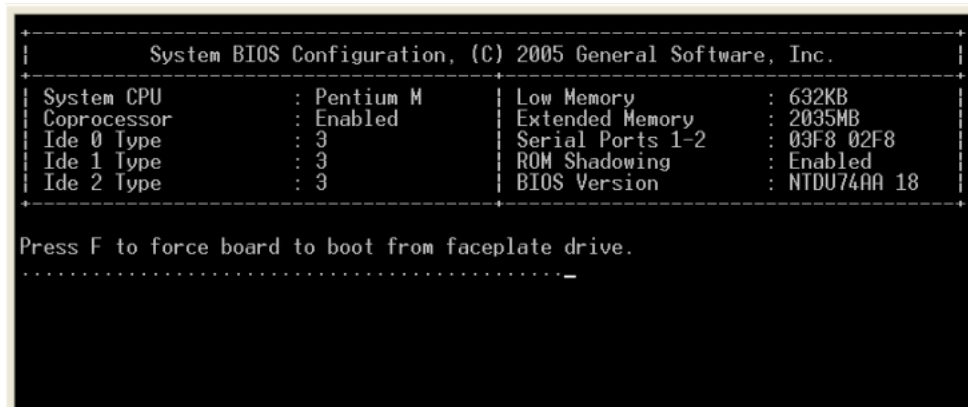 System BIOS Configuration, (C) 2005 General Software, Inc.
System CPU : Pentium M | Low Memory : 632KB
Coprocessor : Enabled | Extended Memory : 2035MB
Ide 0 Type : 3 | Serial Ports 1-2 : 03F8 02F8
Ide 1 Type : 3 | ROM Shadowing : Enabled
Ide 2 Type : 3 | BIOS Version : NTDU74AA 18
Press F to force board to boot from faceplate drive.
...............................................